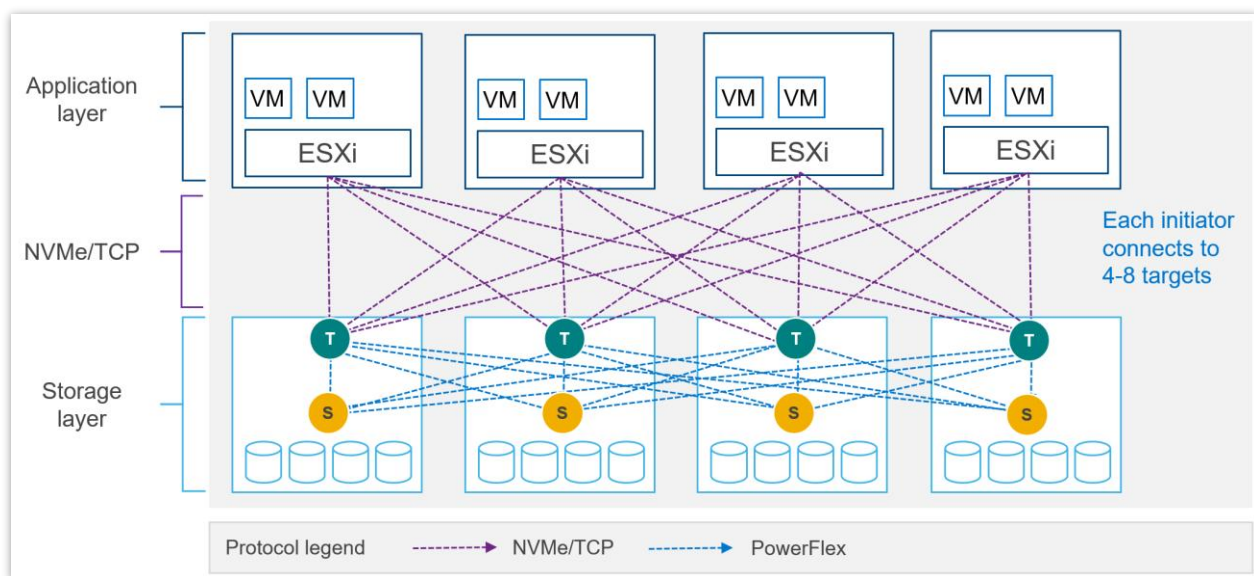 Application
layer
VM VM
VM VM
VM VM
VM VM
ESXi
ESXi
ESXi
ESXi
NVMe/TCP
Each initiator
connects to
4-8 targets
T
T
T
T
Storage
layer
S
S
S
S
Protocol legend
NVMe/TCP
PowerFlex